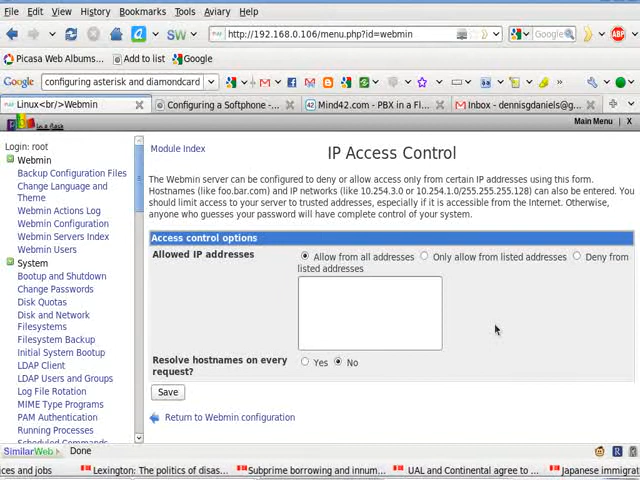 File Edit View History Bookmarks Tools Aviary Help
SW http://192.168.0.106/menu.php?id=webmin Google ABP
Picasa Web Albums... Add to list Google
Google configuring asterisk and diamondcard
Linux<br/>Webmin Configuring a Softphone -... Mind42.com - PBX in a Fl... Inbox - dennisgdaniels@g...
Main Menu | X
Login: root
Webmin
Backup Configuration Files
Change Language and
Theme
Webmin Actions Log
Webmin Configuration
Webmin Servers Index
Webmin Users
System
Bootup and Shutdown
Change Passwords
Disk Quotas
Disk and Network
Filesystems
Filesystem Backup
Initial System Bootup
LDAP Client
LDAP Users and Groups
Log File Rotation
MIME Type Programs
PAM Authentication
Running Processes
Scheduled Commands
Module Index
IP Access Control
The Webmin server can be configured to deny or allow access only from certain IP addresses using this form.
Hostnames (like foo.bar.com) and IP networks (like 10.254.3.0 or 10.254.1.0/255.255.255.128) can also be entered. You
should limit access to your server to trusted addresses, especially if it is accessible from the Internet. Otherwise,
anyone who guesses your password will have complete control of your system.
Access control options
Allowed IP addresses
Allow from all addresses Only allow from listed addresses Deny from
listed addresses
Resolve hostnames on every
request?
Yes No
Save
Return to Webmin configuration
SimilarWeb Done
ces and jobs Lexington: The politics of disas... Subprime borrowing and innum... UAL and Continental agree to ... Japanese immigrat